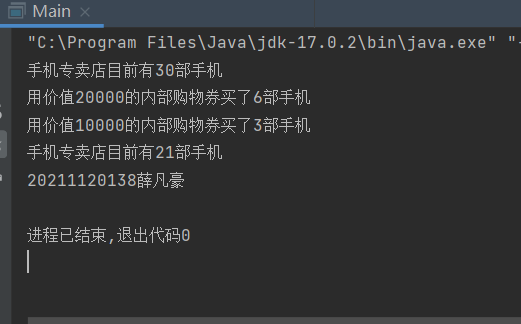 Main
"C:\Program Files\Java\jdk-17.0.2\bin\java.exe" "-
手机专卖店目前有30部手机
用价值20000的内部购物券买了6部手机
用价值10000的内部购物券买了3部手机
手机专卖店目前有21部手机
20211120138薛凡豪
进程已结束,退出代码0